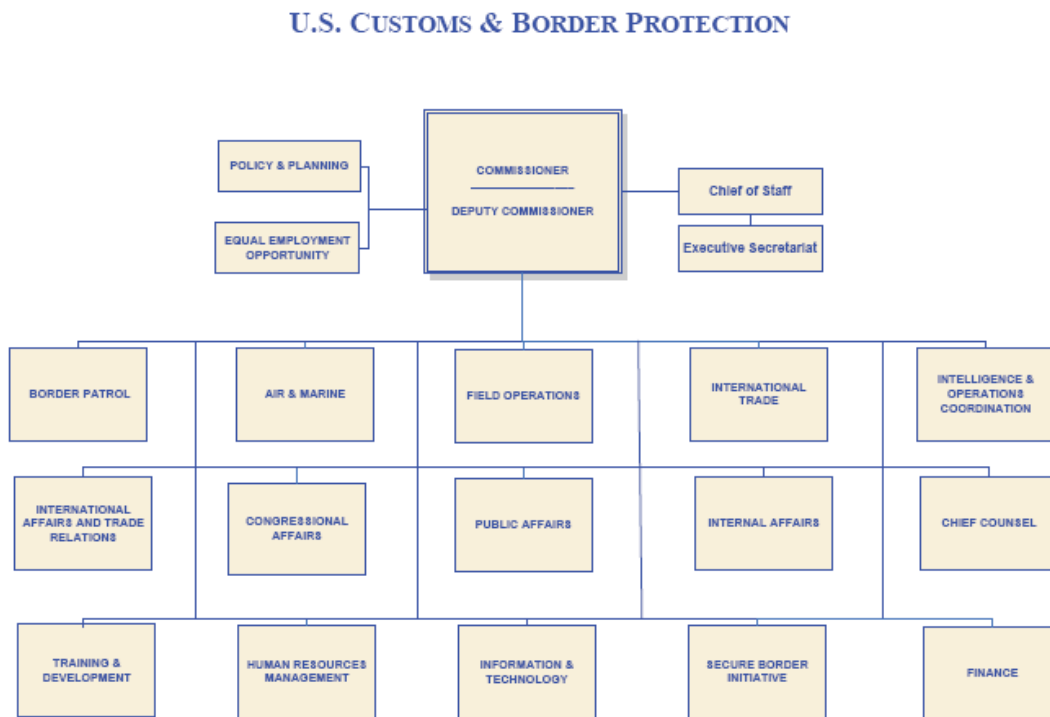 U.S. CUSTOMS & BORDER PROTECTION
POLICY & PLANNING
EQUAL EMPLOYMENT
OPPORTUNITY
COMMISSIONER
DEPUTY COMMISSIONER
Chief of Staff
Executive Secretariat
BORDER PATROL
AIR & MARINE
FIELD OPERATIONS
INTERNATIONAL
TRADE
INTELLIGENCE &
OPERATIONS
COORDINATION
INTERNATIONAL
AFFAIRS AND TRADE
RELATIONS
CONGRESSIONAL
AFFAIRS
PUBLIC AFFAIRS
INTERNAL AFFAIRS
CHIEF COUNSEL
TRAINING &
DEVELOPMENT
HUMAN RESOURCES
MANAGEMENT
INFORMATION &
TECHNOLOGY
SECURE BORDER
INITIATIVE
FINANCE